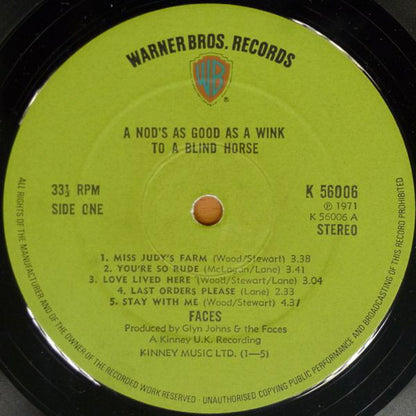 WARNER BROS. RECORDS
WB
A NOD'S AS GOOD AS A WINK
TO A BLIND HORSE
33⅓ RPM
SIDE ONE
K 56006
℗ 1971
K 56006 A
STEREO
1. MISS JUDY'S FARM (Wood/Stewart) 3.38
2. YOU'RE SO RUDE (McLagan/Lane) 3.41
3. LOVE LIVED HERE (Wood/Stewart/Lane) 3.04
4. LAST ORDERS PLEASE (Lane) 2.33
5. STAY WITH ME (Wood/Stewart) 4.37
FACES
Produced by Glyn Johns & the Faces
A Kinney U.K. Recording
KINNEY MUSIC LTD. (1–5)
ALL RIGHTS OF THE MANUFACTURER AND OF THE OWNER OF THE RECORDED WORK RESERVED - UNAUTHORISED COPYING PUBLIC PERFORMANCE AND BROADCASTING OF THIS RECORD PROHIBITED